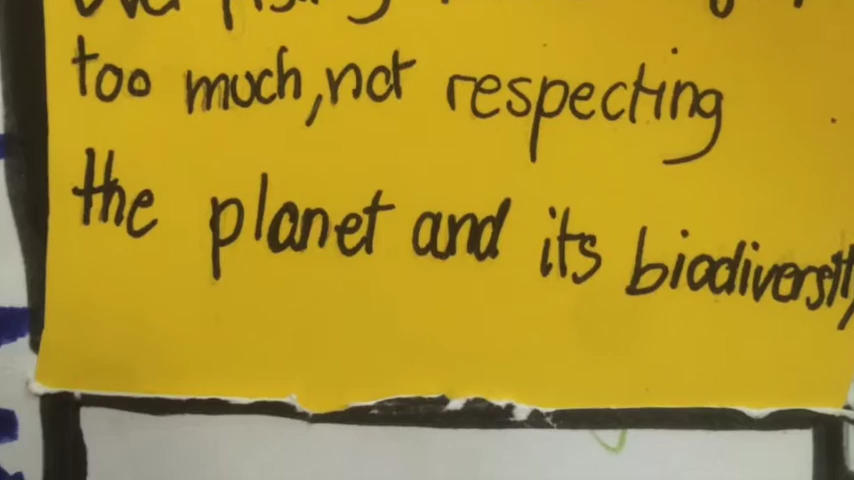 too much, not respecting
the planet and its biodiversity